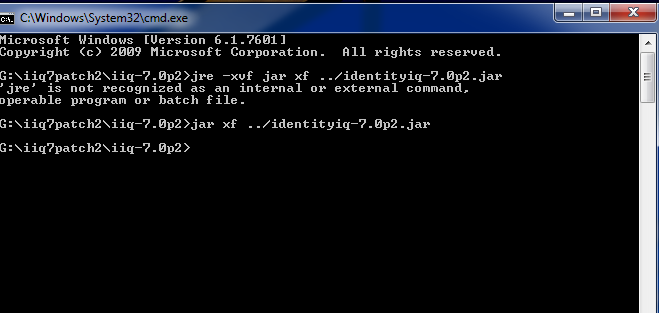 C:\Windows\System32\cmd.exe
Microsoft Windows [Version 6.1.7601]
Copyright (c) 2009 Microsoft Corporation.  All rights reserved.
G:\iiq7patch2\iiq-7.0p2>jre -xvf jar xf ../identityiq-7.0p2.jar
'jre' is not recognized as an internal or external command,
operable program or batch file.
G:\iiq7patch2\iiq-7.0p2>jar xf ../identityiq-7.0p2.jar
G:\iiq7patch2\iiq-7.0p2>